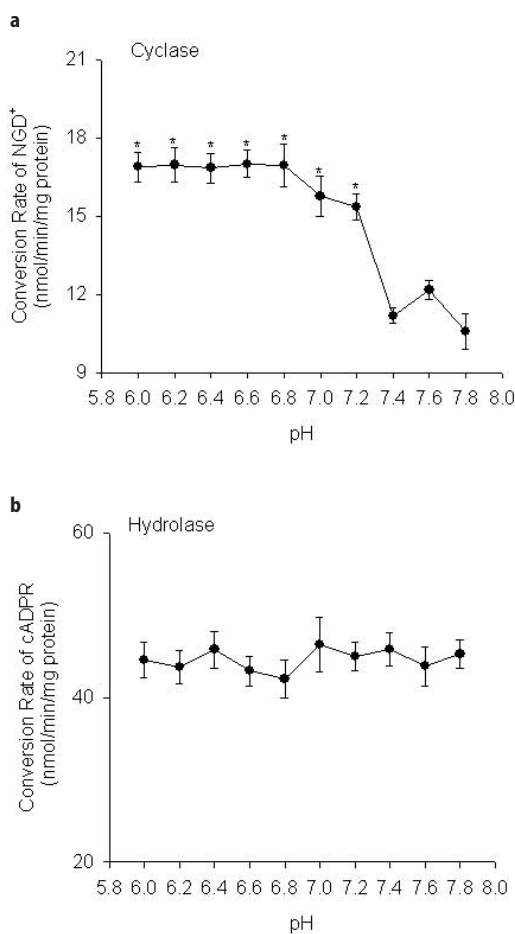 a
Cyclase
Conversion Rate of NGD+
(nmol/min/mg protein)
21
18
15
12
9
* * * * * * *
5.8 6.0 6.2 6.4 6.6 6.8 7.0 7.2 7.4 7.6 7.8 8.0
pH
b
Hydrolase
Conversion Rate of cADPR
(nmol/min/mg protein)
60
40
20
5.8 6.0 6.2 6.4 6.6 6.8 7.0 7.2 7.4 7.6 7.8 8.0
pH